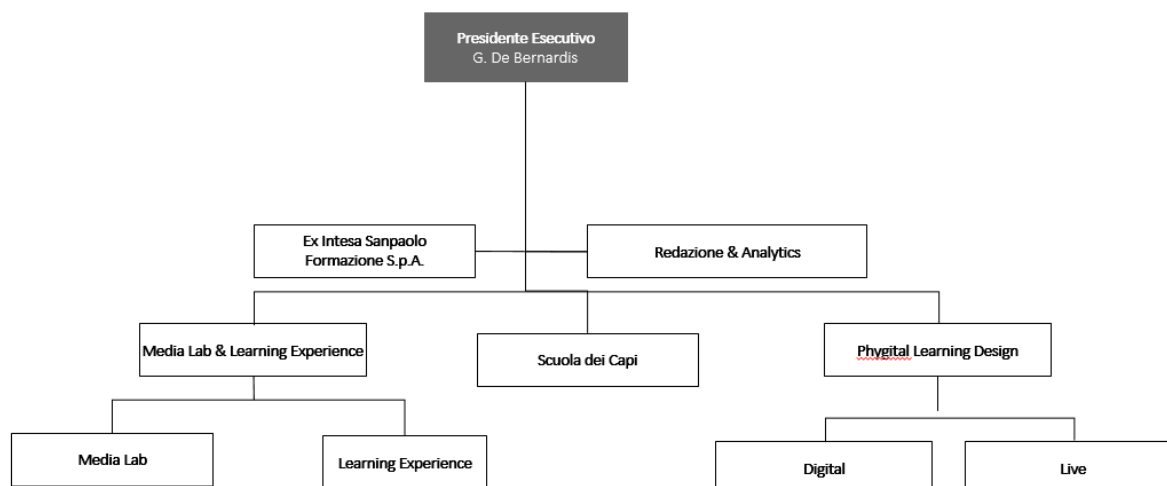 Presidente Esecutivo
G. De Bernardis
Ex Intesa Sanpaolo
Formazione S.p.A.
Redazione & Analytics
Media Lab & Learning Experience
Scuola dei Capi
Phygital Learning Design
Media Lab
Learning Experience
Digital
Live